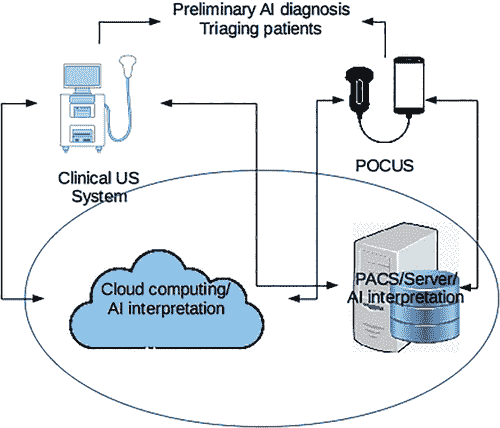 Preliminary AI diagnosis
Triaging patients
Clinical US
System
POCUS
Cloud computing/
AI interpretation
PACS/Server/
AI interpretation